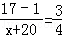 17 − 1 / x+20 = 3 / 4